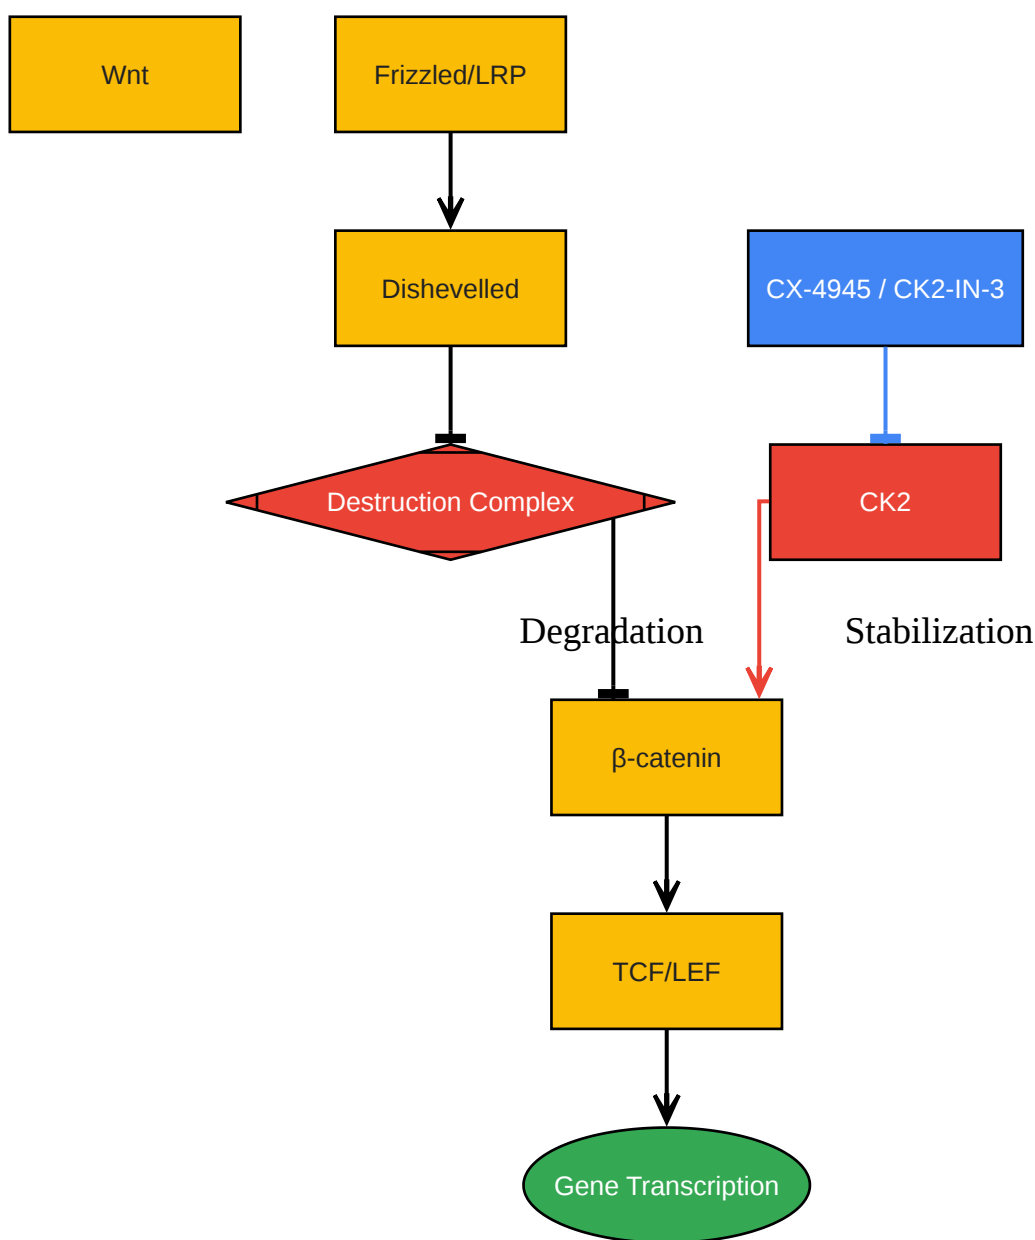 Wnt
Frizzled/LRP
Dishevelled
CX-4945 / CK2-IN-3
Destruction Complex
CK2
Degradation
Stabilization
β-catenin
TCF/LEF
Gene Transcription